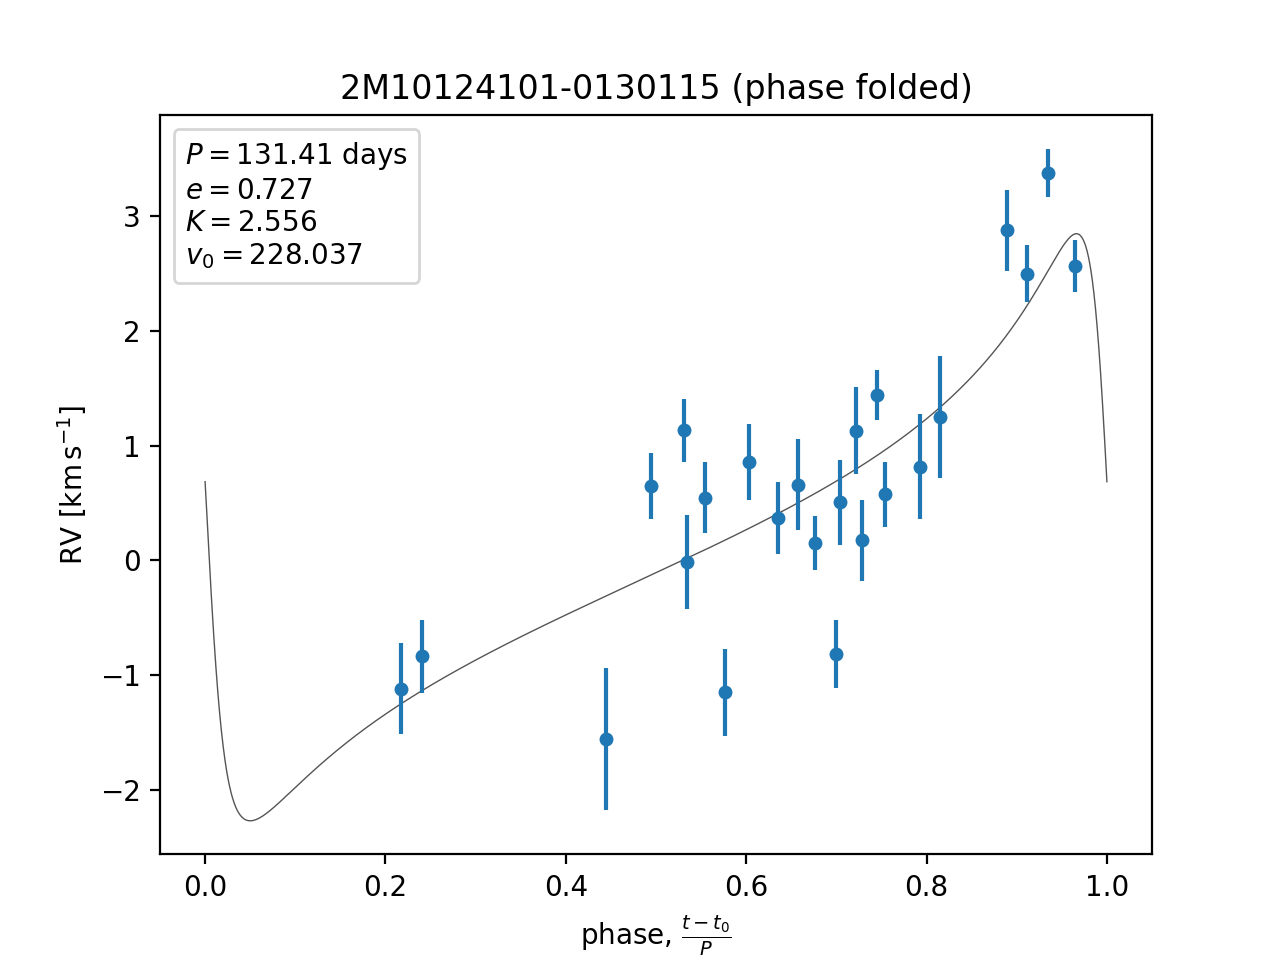 2M10124101-0130115 (phase folded)
P = 131.41 days
e = 0.727
K = 2.556
v₀ = 228.037
3
2
1
0
−1
−2
RV [km s⁻¹]
0.0 0.2 0.4 0.6 0.8 1.0
phase, (t − t₀)/P